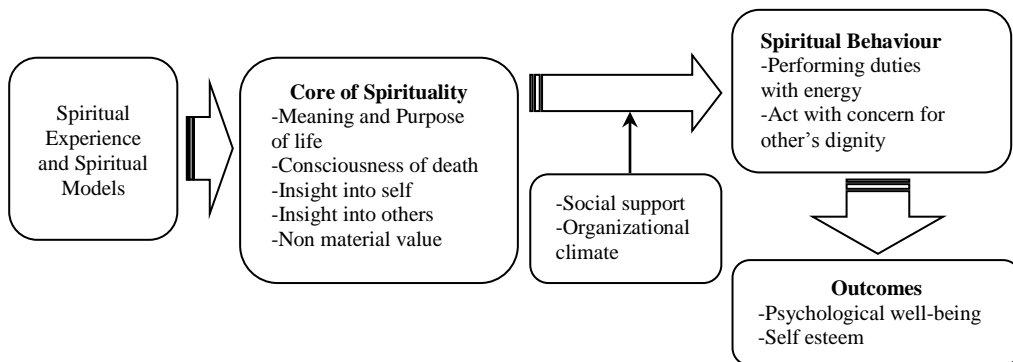 Spiritual
Experience
and Spiritual
Models
Core of Spirituality
-Meaning and Purpose
of life
-Consciousness of death
-Insight into self
-Insight into others
-Non material value
-Social support
-Organizational
climate
Spiritual Behaviour
-Performing duties
with energy
-Act with concern for
other’s dignity
Outcomes
-Psychological well-being
-Self esteem